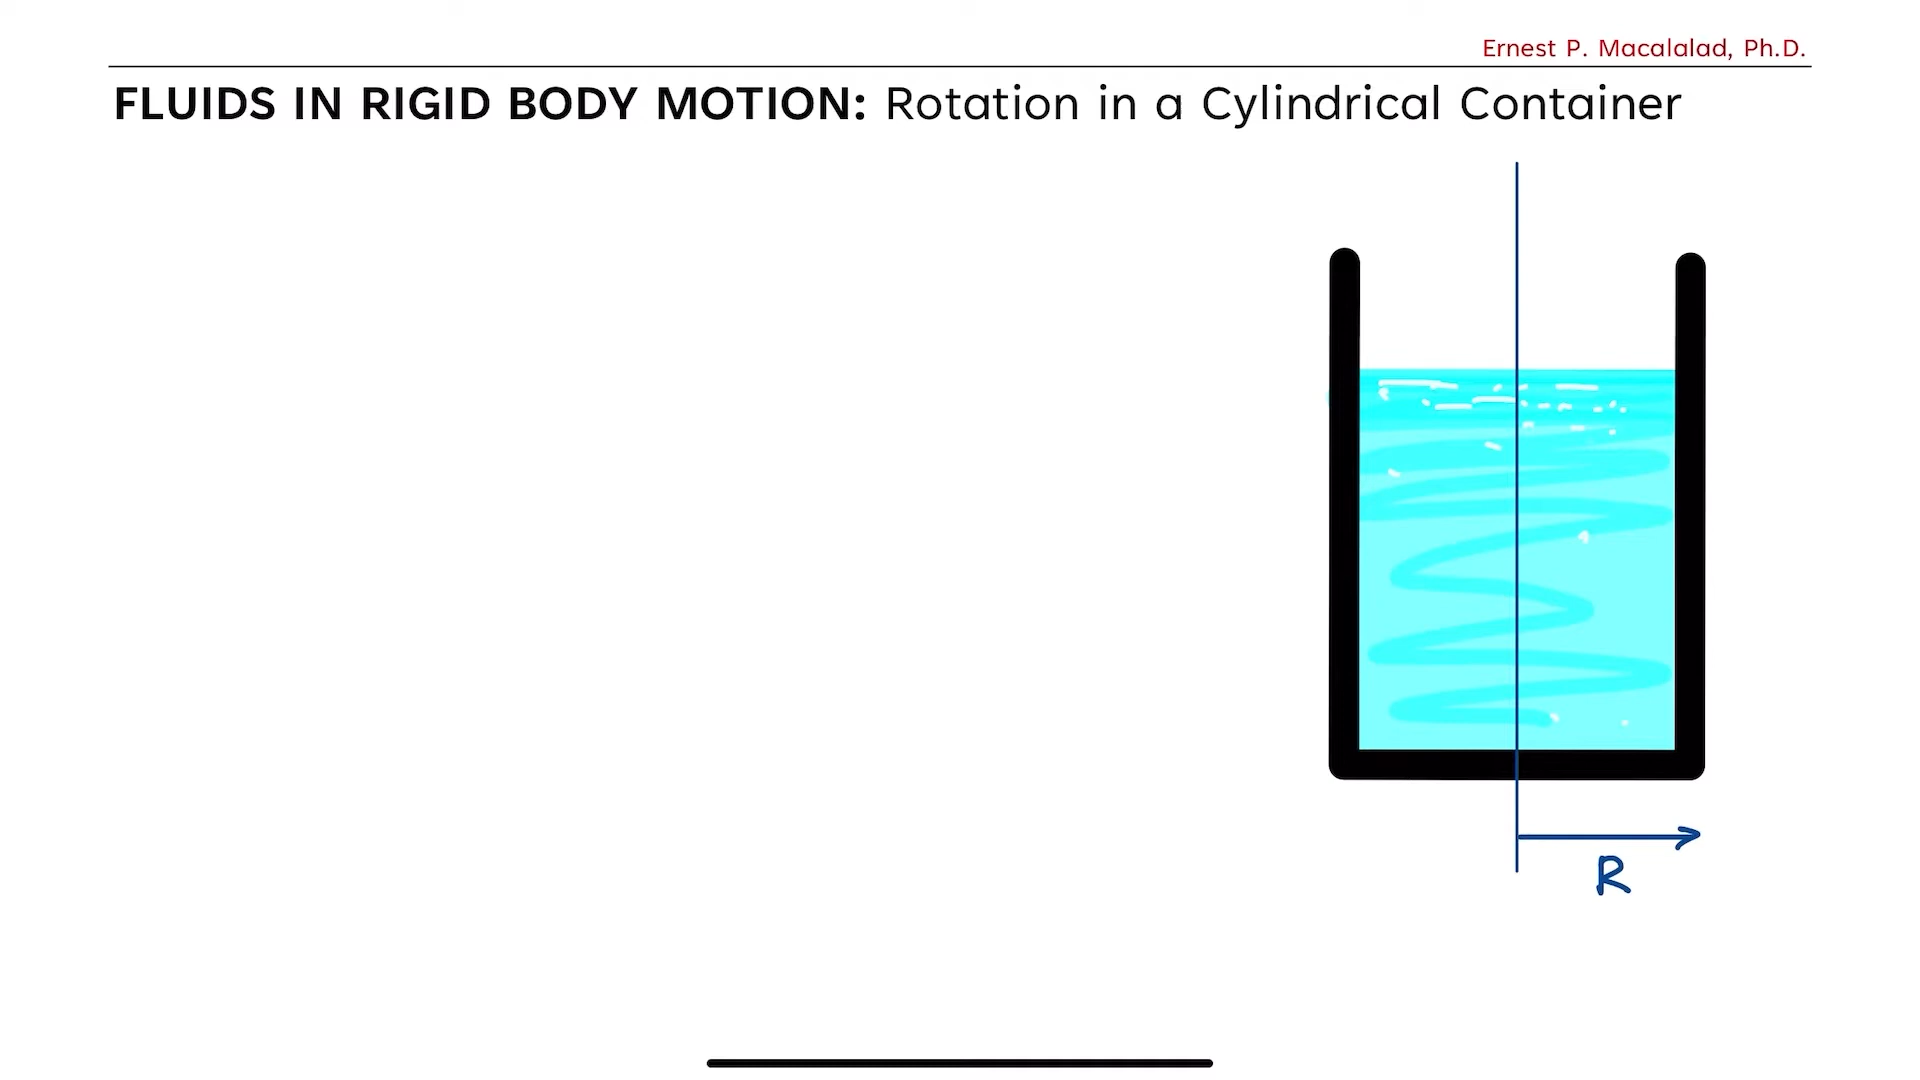 Ernest P. Macalalad, Ph.D.
FLUIDS IN RIGID BODY MOTION: Rotation in a Cylindrical Container
R